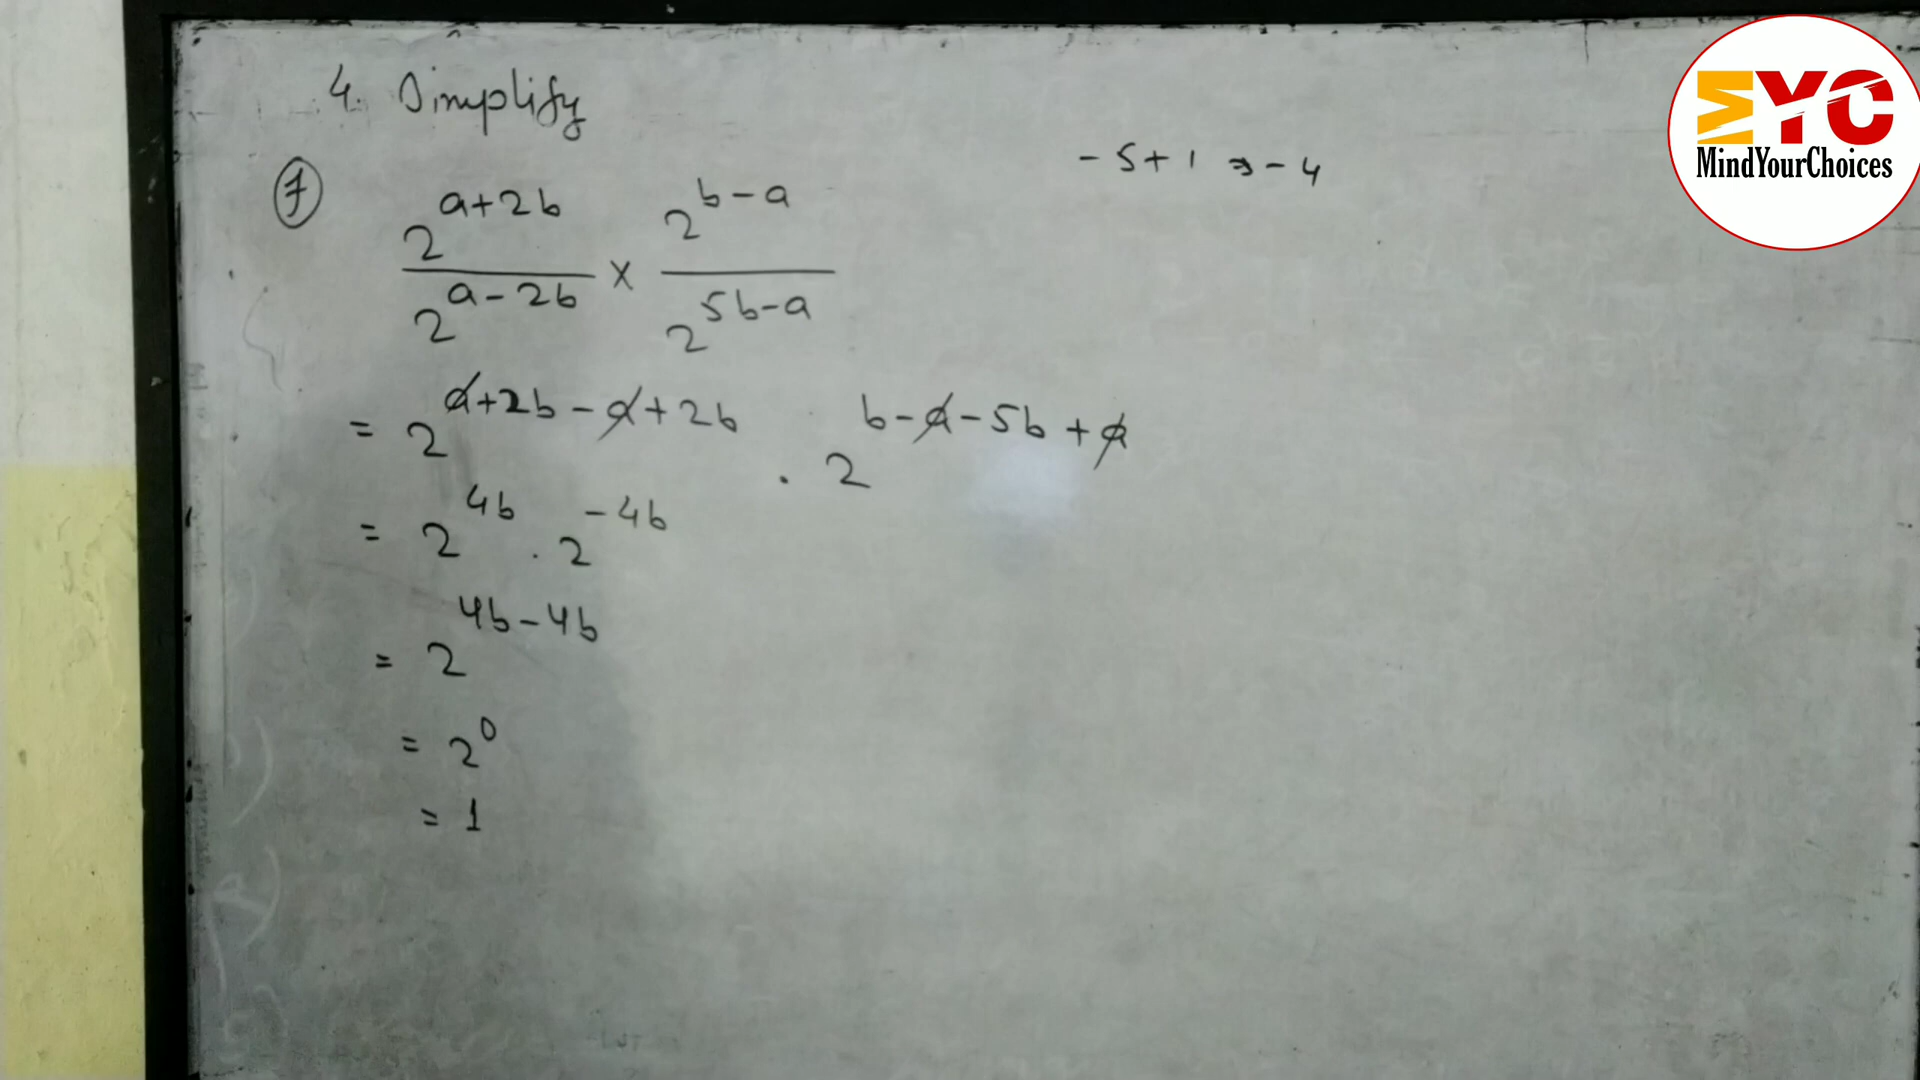 4. Simplify
- 5 + 1 ⇒ - 4
MYC
MindYourChoices
7
2^(a+2b) / 2^(a-2b) × 2^(b-a) / 2^(5b-a)
= 2^(a+2b-a+2b) . 2^(b-a-5b+a)
= 2^(4b) . 2^(-4b)
= 2^(4b-4b)
= 2^0
= 1